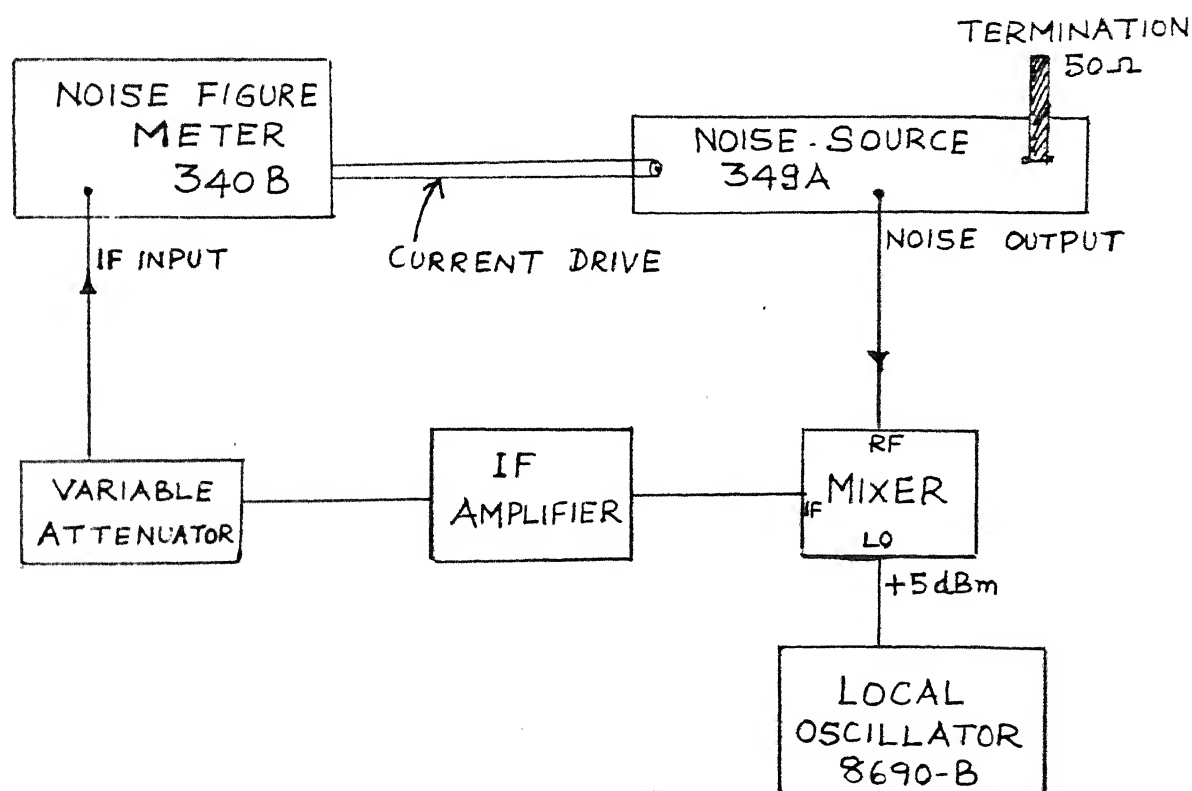 TERMINATION
50Ω
NOISE FIGURE
METER
340B
NOISE-SOURCE
349A
IF INPUT
CURRENT DRIVE
NOISE OUTPUT
VARIABLE
ATTENUATOR
IF
AMPLIFIER
RF
MIXER
IF
LO
+5dBm
LOCAL
OSCILLATOR
8690-B